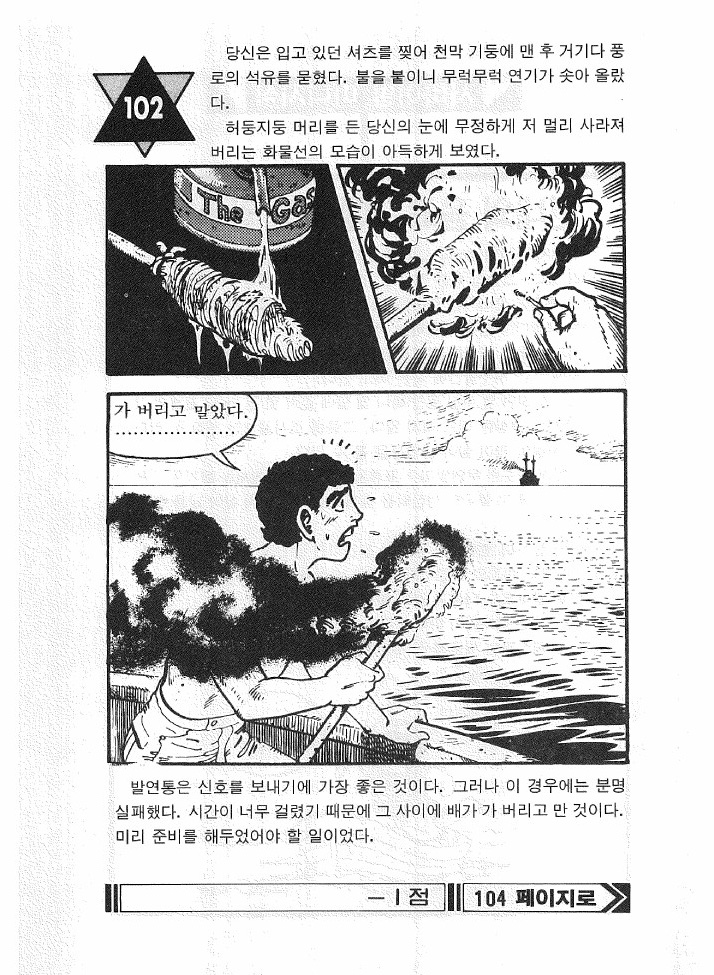 102
당신은 입고 있던 셔츠를 찢어 천막 기둥에 맨 후 거기다 풍
로의 석유를 묻혔다. 불을 붙이니 무럭무럭 연기가 솟아 올랐
다.
허둥지둥 머리를 든 당신의 눈에 무정하게 저 멀리 사라져
버리는 화물선의 모습이 아득하게 보였다.
The Gas
가 버리고 말았다.
....................
발연통은 신호를 보내기에 가장 좋은 것이다. 그러나 이 경우에는 분명
실패했다. 시간이 너무 걸렸기 때문에 그 사이에 배가 가 버리고 만 것이다.
미리 준비를 해두었어야 할 일이었다.
—1점
104 페이지로